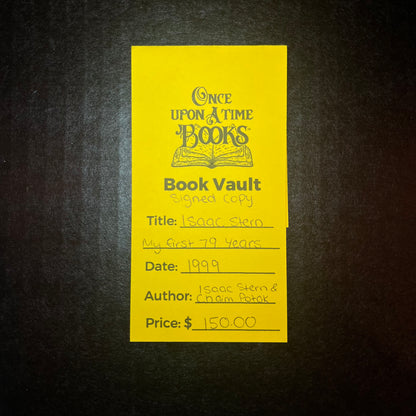 Once
upon A time
Books
Book Vault
Signed Copy
Title: Isaac Stern
My first 79 Years
Date: 1999
Author: Isaac Stern &
Chaim Potak
Price: $ 150.00